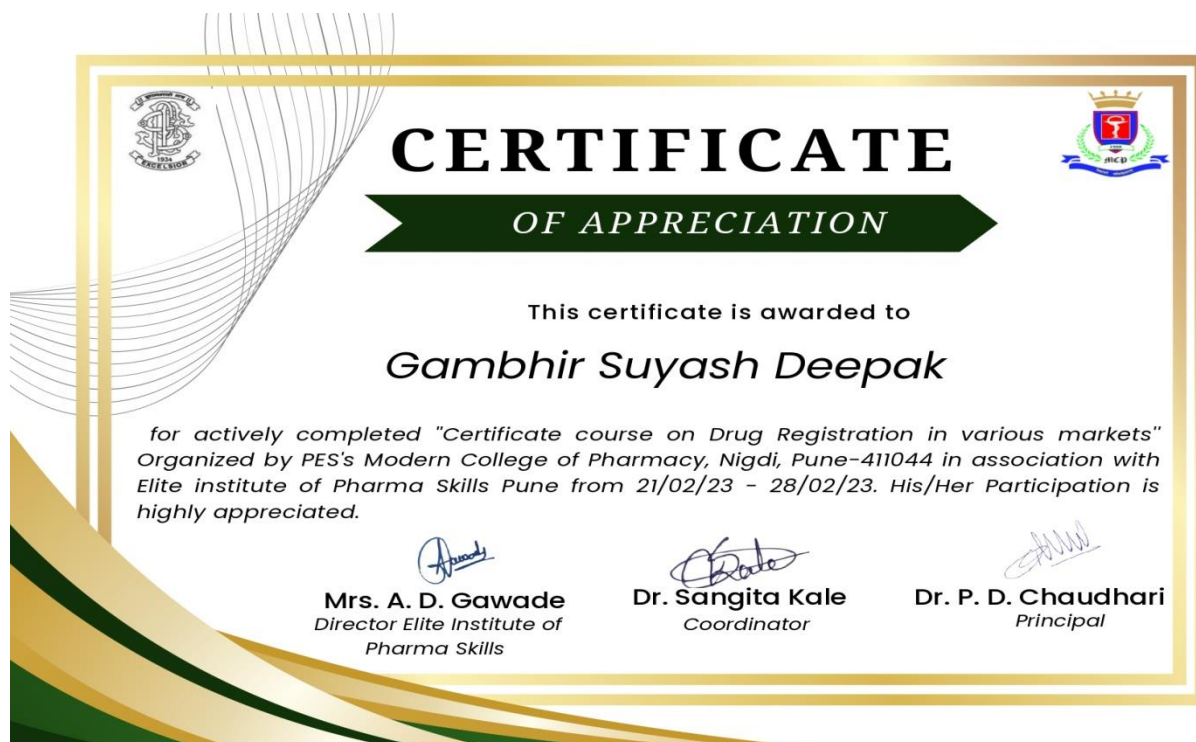 1934
EXCELSIOR
MCP
CERTIFICATE
OF APPRECIATION
This certificate is awarded to
Gambhir Suyash Deepak
for actively completed "Certificate course on Drug Registration in various markets"
Organized by PES's Modern College of Pharmacy, Nigdi, Pune-411044 in association with
Elite institute of Pharma Skills Pune from 21/02/23 - 28/02/23. His/Her Participation is
highly appreciated.
Mrs. A. D. Gawade
Director Elite Institute of
Pharma Skills
Dr. Sangita Kale
Coordinator
Dr. P. D. Chaudhari
Principal